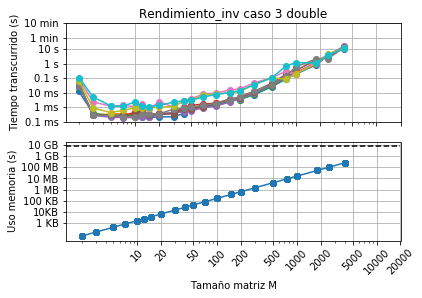 Rendimiento_inv caso 3 double
Tiempo transcurrido (s)
10 min
1 min
10 s
1 s
0.1 s
10 ms
1 ms
0.1 ms
Uso memoria (s)
10 GB
1 GB
100 MB
10 MB
1 MB
100 KB
10KB
1 KB
10
20
50
100
200
500
1000
2000
5000
10000
20000
Tamaño matriz M